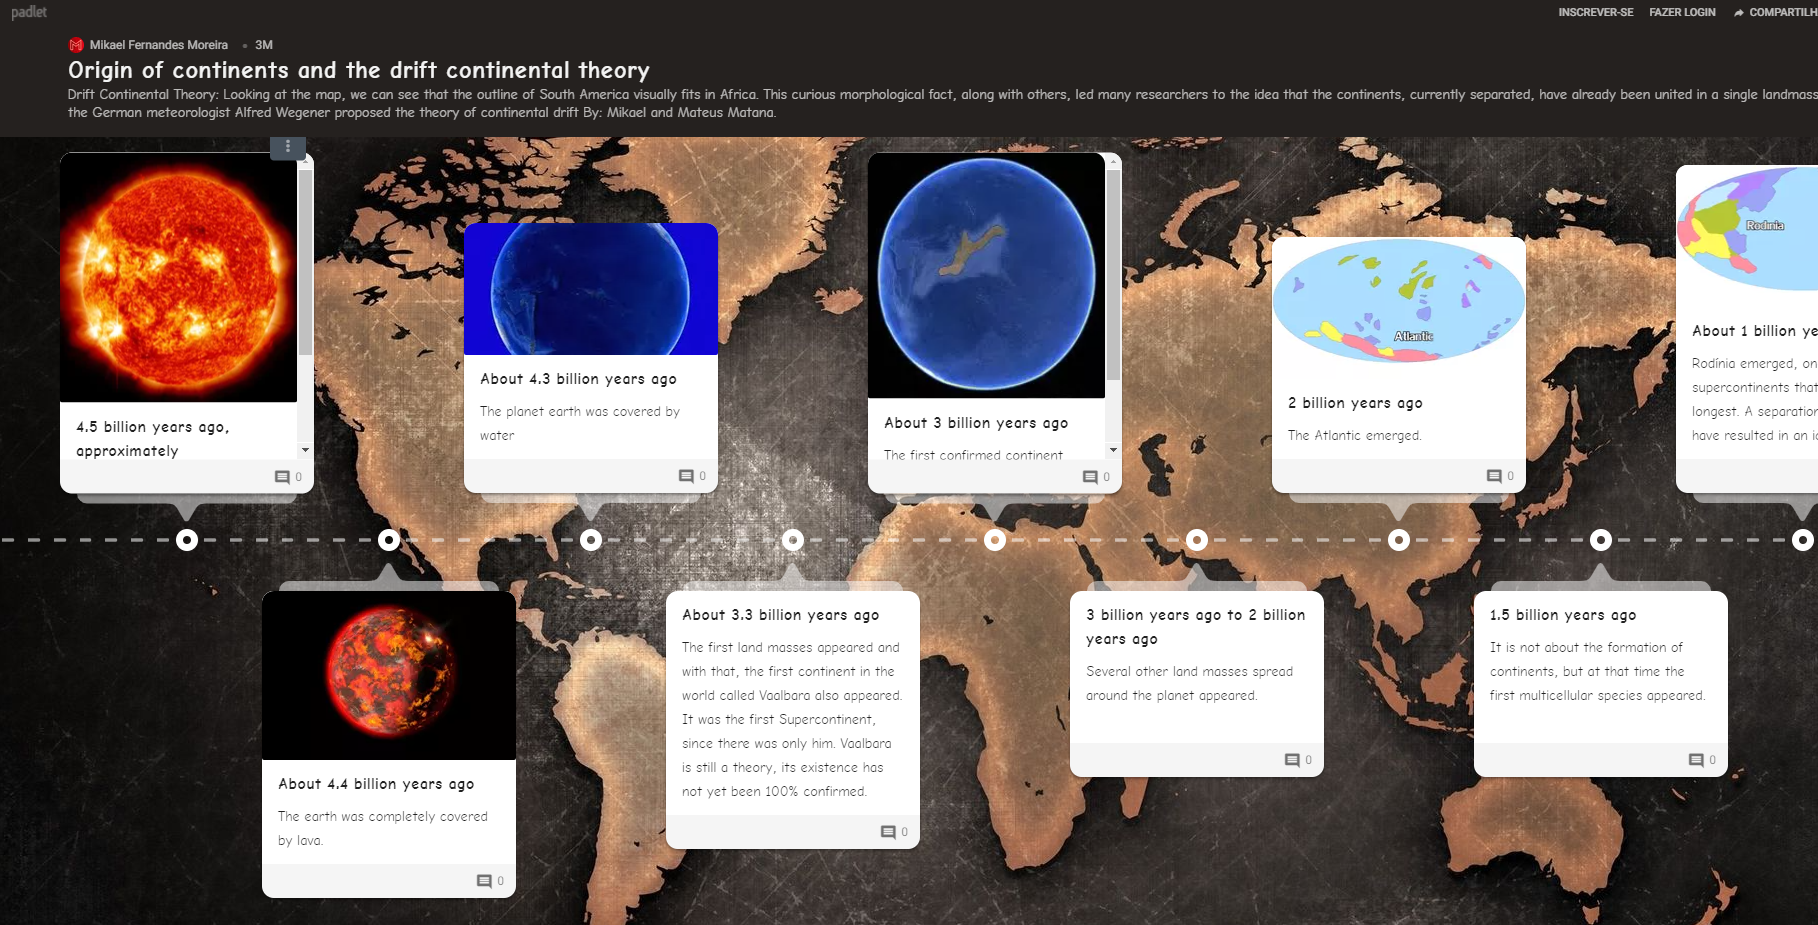 padlet
INSCREVER-SE FAZER LOGIN COMPARTILH
Mikael Fernandes Moreira • 3M
Origin of continents and the drift continental theory
Drift Continental Theory: Looking at the map, we can see that the outline of South America visually fits in Africa. This curious morphological fact, along with others, led many researchers to the idea that the continents, currently separated, have already been united in a single landmass
the German meteorologist Alfred Wegener proposed the theory of continental drift By: Mikael and Mateus Matana.
4.5 billion years ago,
approximately
0
About 4.4 billion years ago
The earth was completely covered
by lava.
0
About 4.3 billion years ago
The planet earth was covered by
water
0
About 3.3 billion years ago
The first land masses appeared and
with that, the first continent in the
world called Vaalbara also appeared.
It was the first Supercontinent,
since there was only him. Vaalbara
is still a theory, its existence has
not yet been 100% confirmed.
0
About 3 billion years ago
The first confirmed continent
0
3 billion years ago to 2 billion
years ago
Several other land masses spread
around the planet appeared.
0
Atlantic
2 billion years ago
The Atlantic emerged.
0
1.5 billion years ago
It is not about the formation of
continents, but at that time the
first multicellular species appeared.
0
Rodinia
About 1 billion ye
Rodínia emerged, on
supercontinents that
longest. A separation
have resulted in an i